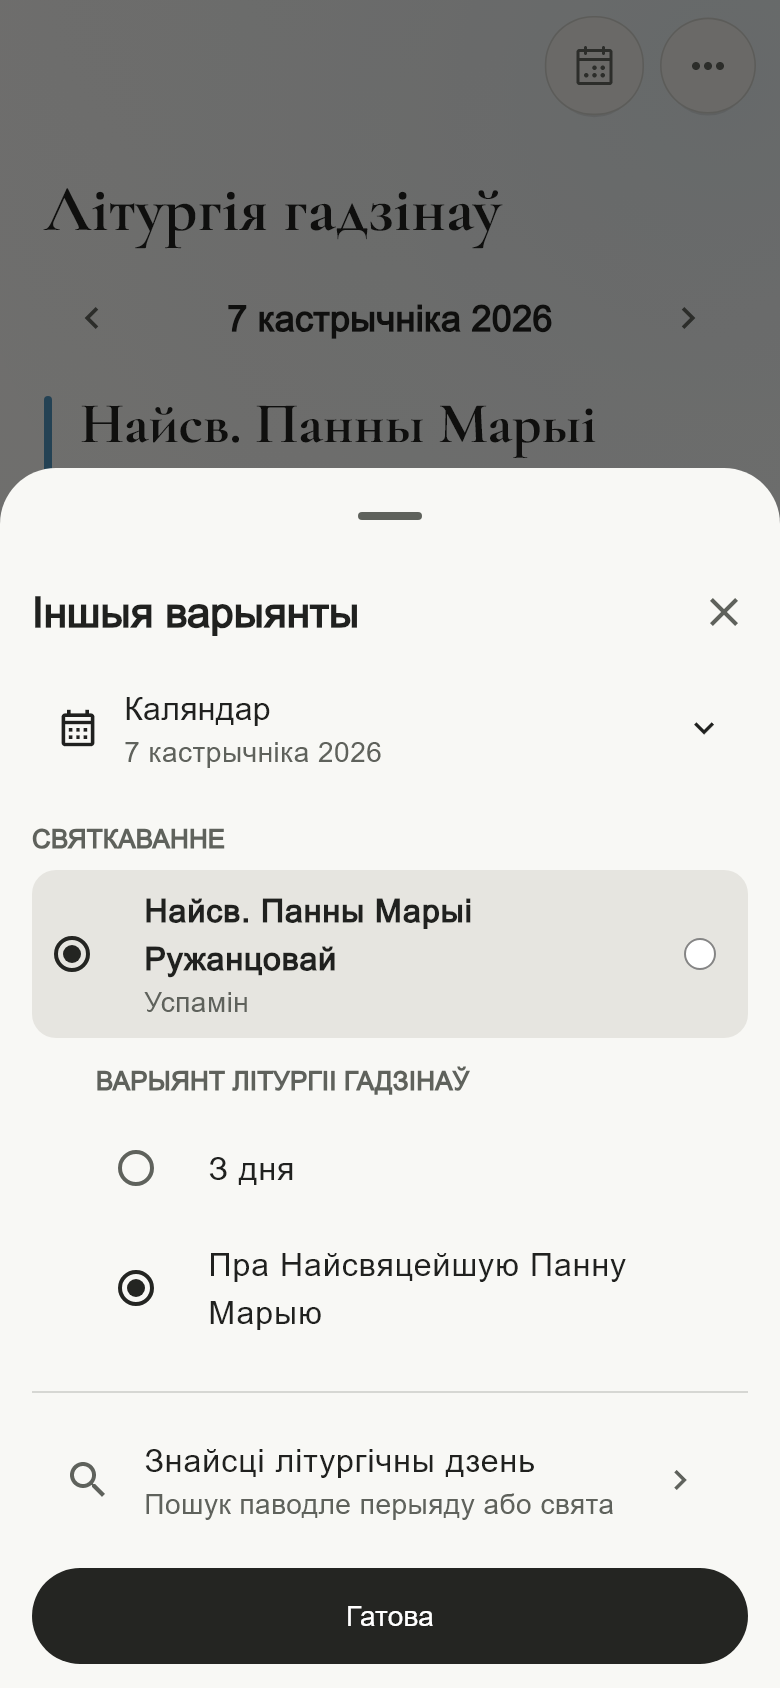 Літургія гадзінаў
7 кастрычніка 2026
Найсв. Панны Марыі
Іншыя варыянты
Каляндар
7 кастрычніка 2026
СВЯТКАВАННЕ
Найсв. Панны Марыі
Ружанцовай
Успамін
ВАРЫЯНТ ЛІТУРГІІ ГАДЗІНАЎ
З дня
Пра Найсвяцейшую Панну
Марыю
Знайсці літургічны дзень
Пошук паводле перыяду або свята
Гатова